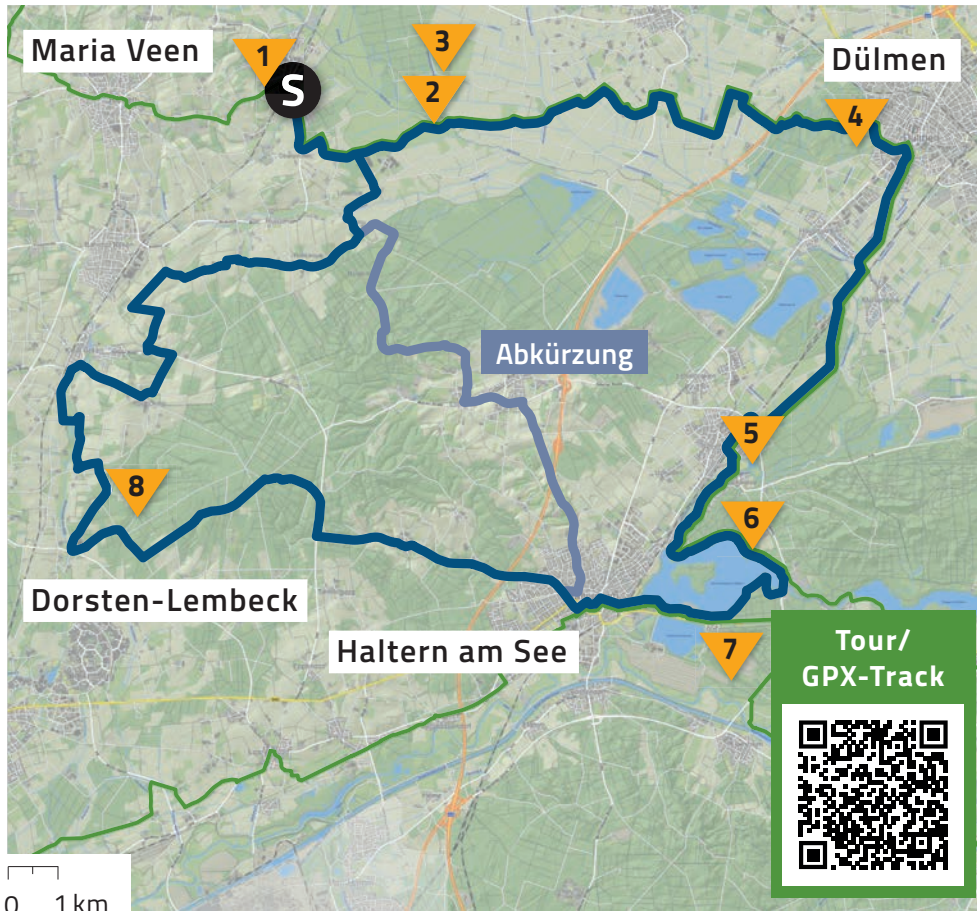 Maria Veen
1
S
3
2
Dülmen
4
Abkürzung
5
8
6
Dorsten-Lembeck
Haltern am See
7
Tour/
GPX-Track
0 1 km